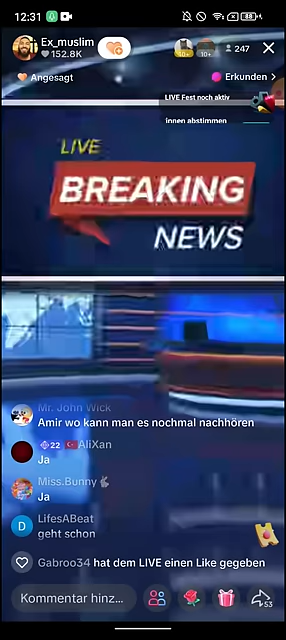 12:31
88
Ex_muslim
152.8K
10+
247
Angesagt
Erkunden
LIVE Fest noch aktiv
innen abstimmen
LIVE
BREAKING
NEWS
Mr. John Wick
Amir wo kann man es nochmal nachhören
22 AliXan
Ja
Miss.Bunny
Ja
D
LifesABeat
geht schon
Gabroo34 hat dem LIVE einen Like gegeben
Kommentar hinz...
53